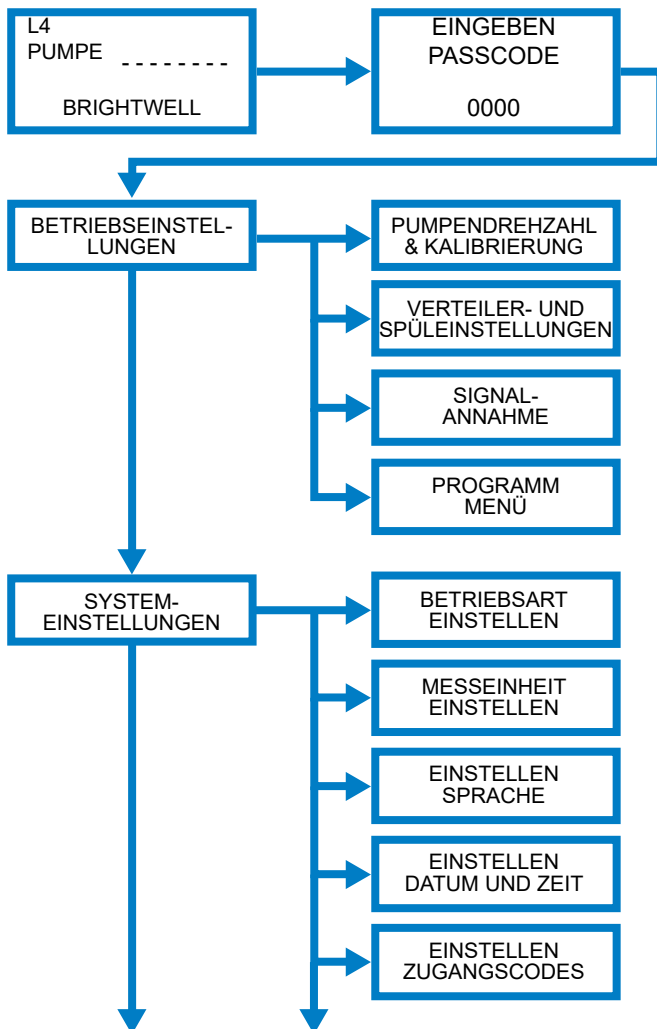 L4
PUMPE --------
BRIGHTWELL
EINGEBEN
PASSCODE
0000
BETRIEBSEINSTEL-
LUNGEN
PUMPENDREHZAHL
& KALIBRIERUNG
VERTEILER- UND
SPÜLEINSTELLUNGEN
SIGNAL-
ANNAHME
PROGRAMM
MENÜ
SYSTEM-
EINSTELLUNGEN
BETRIEBSART
EINSTELLEN
MESSEINHEIT
EINSTELLEN
EINSTELLEN
SPRACHE
EINSTELLEN
DATUM UND ZEIT
EINSTELLEN
ZUGANGSCODES